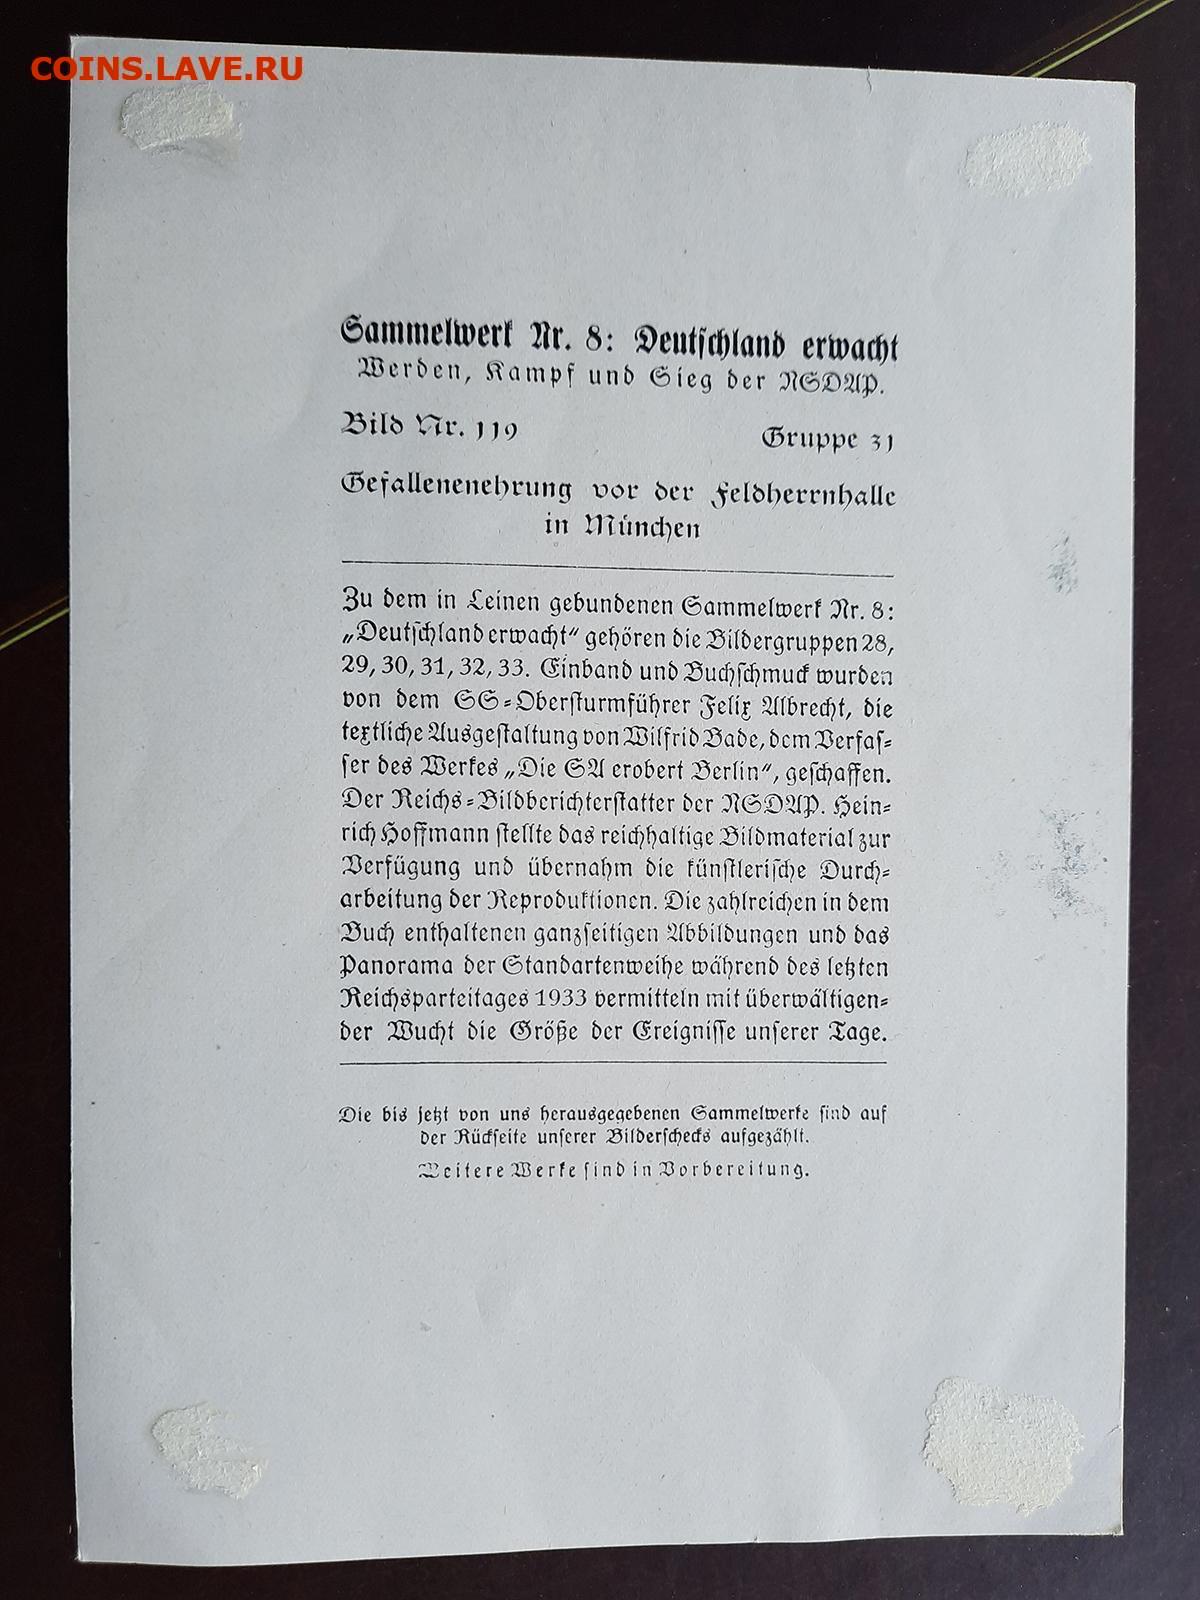 COINS.LAVE.RU
Sammelwerk Nr. 8: Deutſchland erwacht
Werden, Kampf und Sieg der NSDAP.
Bild Nr. 119 Gruppe 31
Gefallenenehrung vor der Feldherrnhalle
in München
Zu dem in Leinen gebundenen Sammelwerk Nr. 8:
„Deutſchland erwacht“ gehören die Bildergruppen 28,
29, 30, 31, 32, 33. Einband und Buchſchmuck wurden
von dem SS-Oberſturmführer Felix Albrecht, die
textliche Ausgeſtaltung von Wilfrid Bade, dem Verfaſ-
ſer des Werkes „Die SA erobert Berlin“, geſchaffen.
Der Reichs-Bildberichterſtatter der NSDAP. Hein-
rich Hoffmann ſtellte das reichhaltige Bildmaterial zur
Verfügung und übernahm die künſtleriſche Durch-
arbeitung der Reproduktionen. Die zahlreichen in dem
Buch enthaltenen ganzſeitigen Abbildungen und das
Panorama der Standartenweihe während des letzten
Reichsparteitages 1933 vermitteln mit überwältigen-
der Wucht die Größe der Ereigniſſe unſerer Tage.
Die bis jetzt von uns herausgegebenen Sammelwerke ſind auf
der Rückſeite unſerer Bilderſchecks aufgezählt.
Weitere Werke ſind in Vorbereitung.